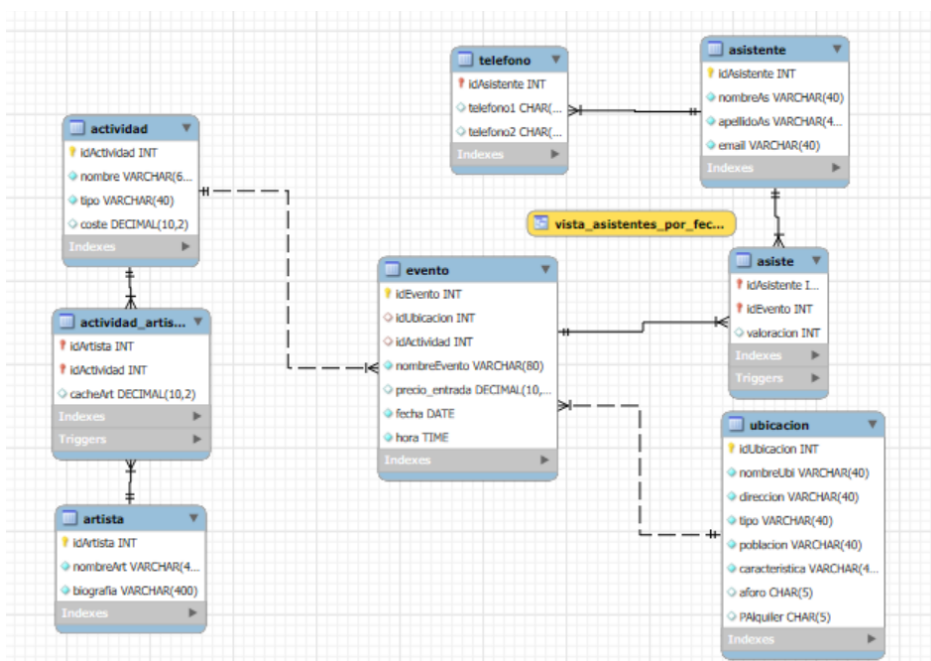 telefono
idAsistente INT
telefono1 CHAR(...
telefono2 CHAR(...
Indexes
asistente
idAsistente INT
nombreAs VARCHAR(40)
apellidoAs VARCHAR(4...
email VARCHAR(40)
Indexes
actividad
idActividad INT
nombre VARCHAR(6...
tipo VARCHAR(40)
coste DECIMAL(10,2)
Indexes
vista_asistentes_por_fec...
evento
idEvento INT
idUbicacion INT
idActividad INT
nombreEvento VARCHAR(80)
precio_entrada DECIMAL(10,...
fecha DATE
hora TIME
Indexes
asiste
idAsistente I...
idEvento INT
valoracion INT
Indexes
Triggers
actividad_artis...
idArtista INT
idActividad INT
cacheArt DECIMAL(10,2)
Indexes
Triggers
ubicacion
idUbicacion INT
nombreUbi VARCHAR(40)
direccion VARCHAR(40)
tipo VARCHAR(40)
poblacion VARCHAR(40)
caracteristica VARCHAR(4...
aforo CHAR(5)
PAlquiler CHAR(5)
Indexes
artista
idArtista INT
nombreArt VARCHAR(4...
biografia VARCHAR(400)
Indexes